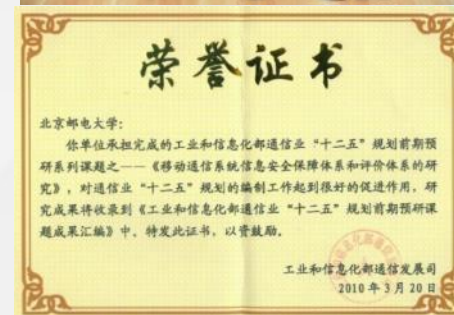 荣誉证书
北京邮电大学:
你单位承担完成的工业和信息化部通信业“十二五”规划前期预
研系列课题之——《移动通信系统信息安全保障体系和评价体系的研
究》,对通信业“十二五”规划的编制工作起到很好的促进作用,研
究成果将收录到《工业和信息化部通信业“十二五”规划前期预研课
题成果汇编》中,特发此证书,以资鼓励。
工业和信息化部通信发展司
2010年3月20日